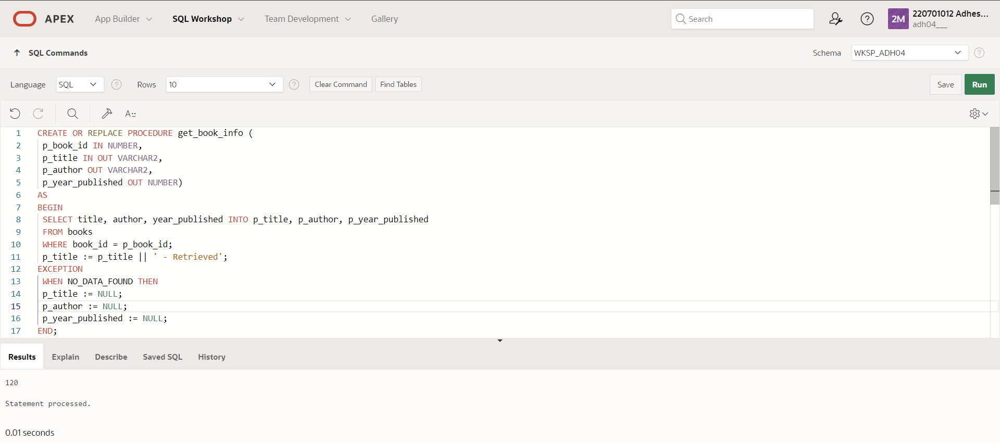 APEX App Builder SQL Workshop Team Development Gallery Search ? 2M 220701012 Adhes...
adh04___
SQL Commands Schema WKSP_ADH04 ?
Language SQL ? Rows 10 ? Clear Command Find Tables Save Run
A::
1 CREATE OR REPLACE PROCEDURE get_book_info (
2 p_book_id IN NUMBER,
3 p_title IN OUT VARCHAR2,
4 p_author OUT VARCHAR2,
5 p_year_published OUT NUMBER)
6 AS
7 BEGIN
8 SELECT title, author, year_published INTO p_title, p_author, p_year_published
9 FROM books
10 WHERE book_id = p_book_id;
11 p_title := p_title || ' - Retrieved';
12 EXCEPTION
13 WHEN NO_DATA_FOUND THEN
14 p_title := NULL;
15 p_author := NULL;
16 p_year_published := NULL;
17 END;
Results Explain Describe Saved SQL History
120
Statement processed.
0.01 seconds